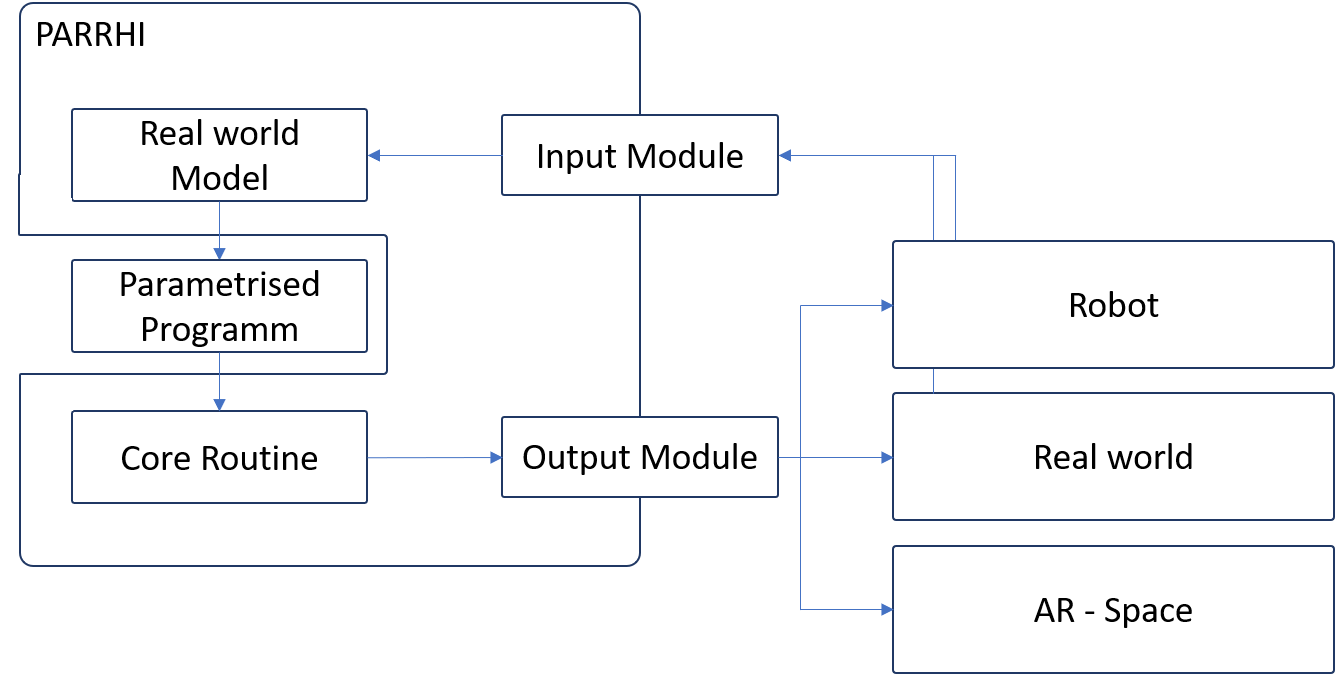 PARRHI
Real world
Model
Input Module
Parametrised
Programm
Robot
Core Routine
Output Module
Real world
AR - Space